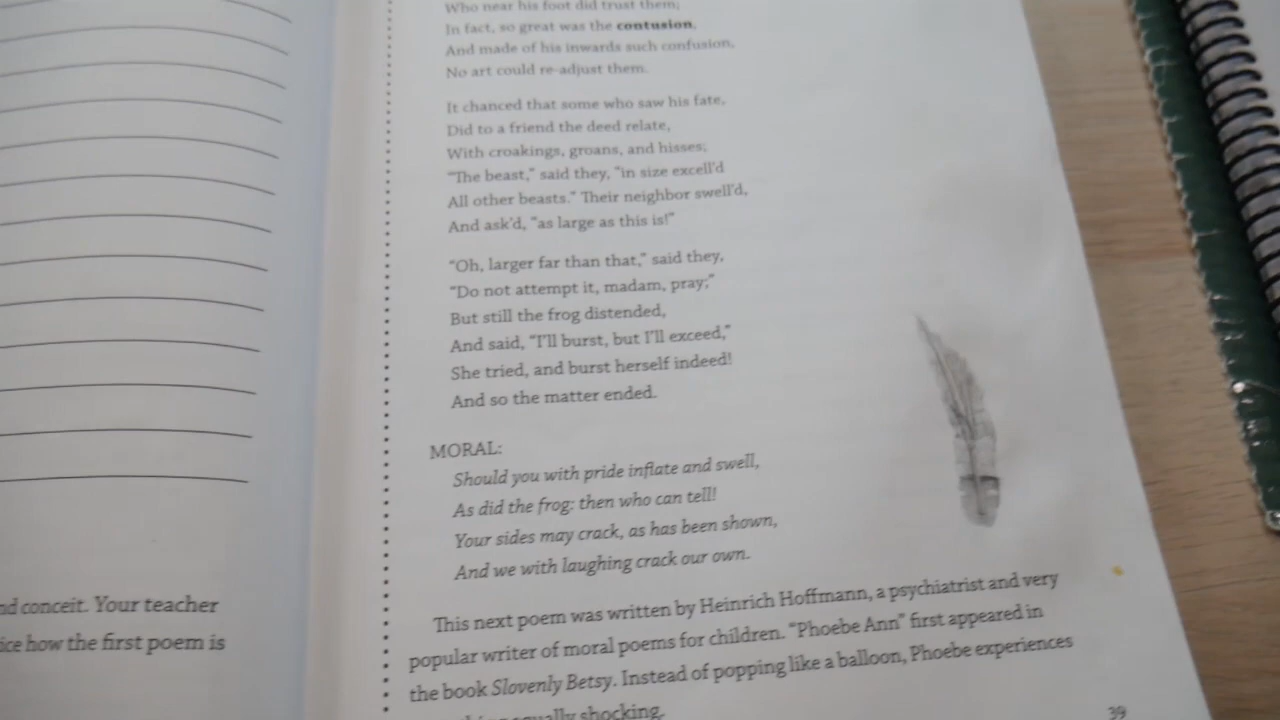 nd conceit. Your teacher
ice how the first poem is
Who near his foot did trust them;
In fact, so great was the contusion,
And made of his inwards such confusion,
No art could re-adjust them.
It chanced that some who saw his fate,
Did to a friend the deed relate,
With croakings, groans, and hisses;
“The beast,” said they, “in size excell’d
All other beasts.” Their neighbor swell’d,
And ask’d, “as large as this is!”
“Oh, larger far than that,” said they,
“Do not attempt it, madam, pray;”
But still the frog distended,
And said, “I’ll burst, but I’ll exceed,”
She tried, and burst herself indeed!
And so the matter ended.
MORAL:
Should you with pride inflate and swell,
As did the frog: then who can tell!
Your sides may crack, as has been shown,
And we with laughing crack our own.
This next poem was written by Heinrich Hoffmann, a psychiatrist and very
popular writer of moral poems for children. “Phoebe Ann” first appeared in
the book Slovenly Betsy. Instead of popping like a balloon, Phoebe experiences
equally shocking.
39